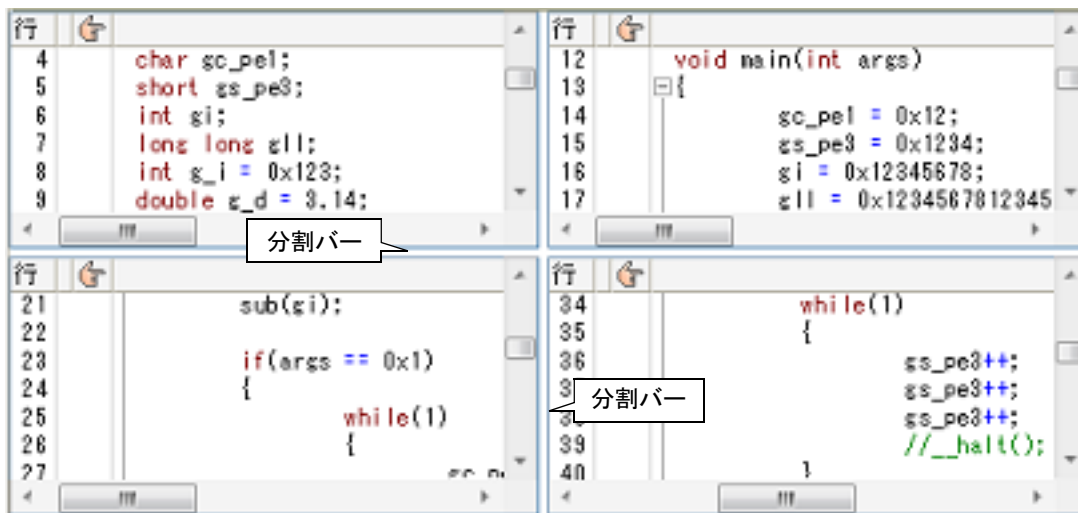 行
4 char gc_pe1;
5 short gs_pe3;
6 int gi;
7 long long gll;
8 int g_i = 0x123;
9 double g_d = 3.14;
行
12 void main(int args)
13 {
14 gc_pe1 = 0x12;
15 gs_pe3 = 0x1234;
16 gi = 0x12345678;
17 gll = 0x1234567812345
分割バー
行
21 sub(gi);
22
23 if(args == 0x1)
24 {
25 while(1)
26 {
27
行
34 while(1)
35 {
36 gs_pe3++;
gs_pe3++;
38 gs_pe3++;
39 //__halt();
40 }
分割バー